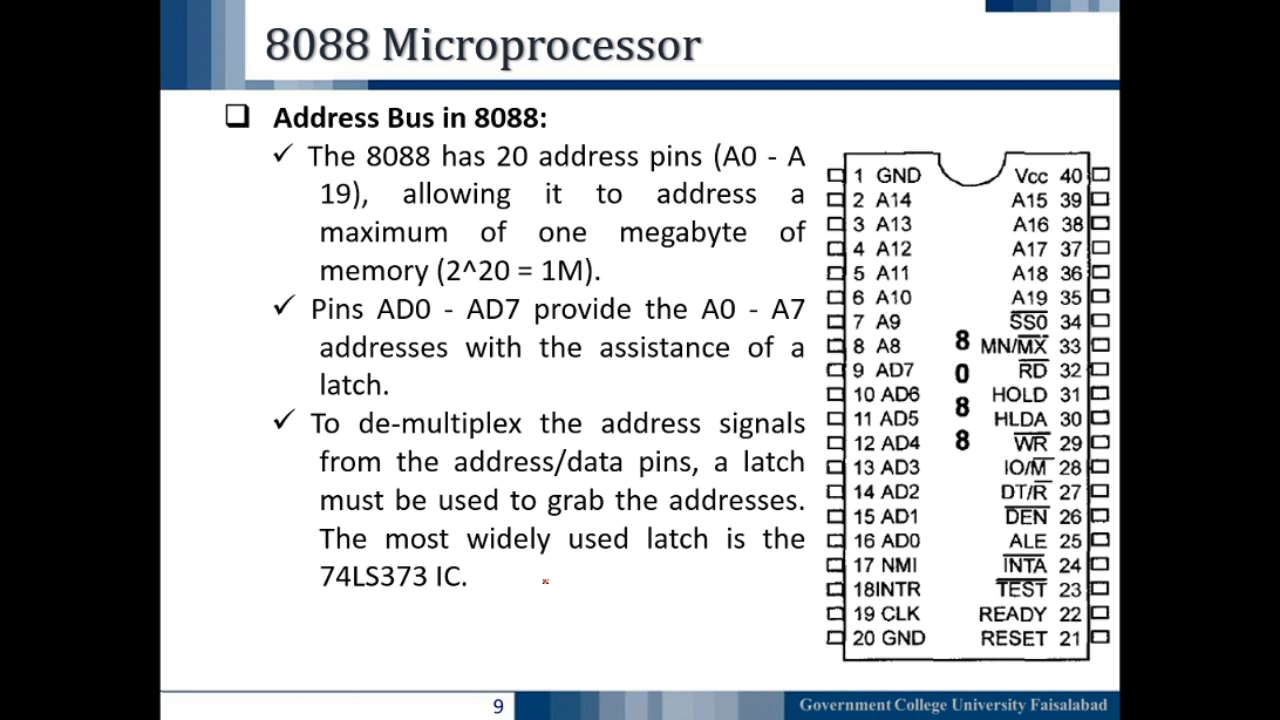 8088 Microprocessor
Address Bus in 8088:
The 8088 has 20 address pins (A0 - A
19), allowing it to address a
maximum of one megabyte of
memory (2^20 = 1M).
Pins AD0 - AD7 provide the A0 - A7
addresses with the assistance of a
latch.
To de-multiplex the address signals
from the address/data pins, a latch
must be used to grab the addresses.
The most widely used latch is the
74LS373 IC.
1 GND Vcc 40
2 A14 A15 39
3 A13 A16 38
4 A12 A17 37
5 A11 A18 36
6 A10 A19 35
7 A9 SS0 34
8 A8 MN/MX 33
9 AD7 RD 32
10 AD6 HOLD 31
11 AD5 HLDA 30
12 AD4 WR 29
13 AD3 IO/M 28
14 AD2 DT/R 27
15 AD1 DEN 26
16 AD0 ALE 25
17 NMI INTA 24
18INTR TEST 23
19 CLK READY 22
20 GND RESET 21
8
0
8
8
9
Government College University Faisalabad